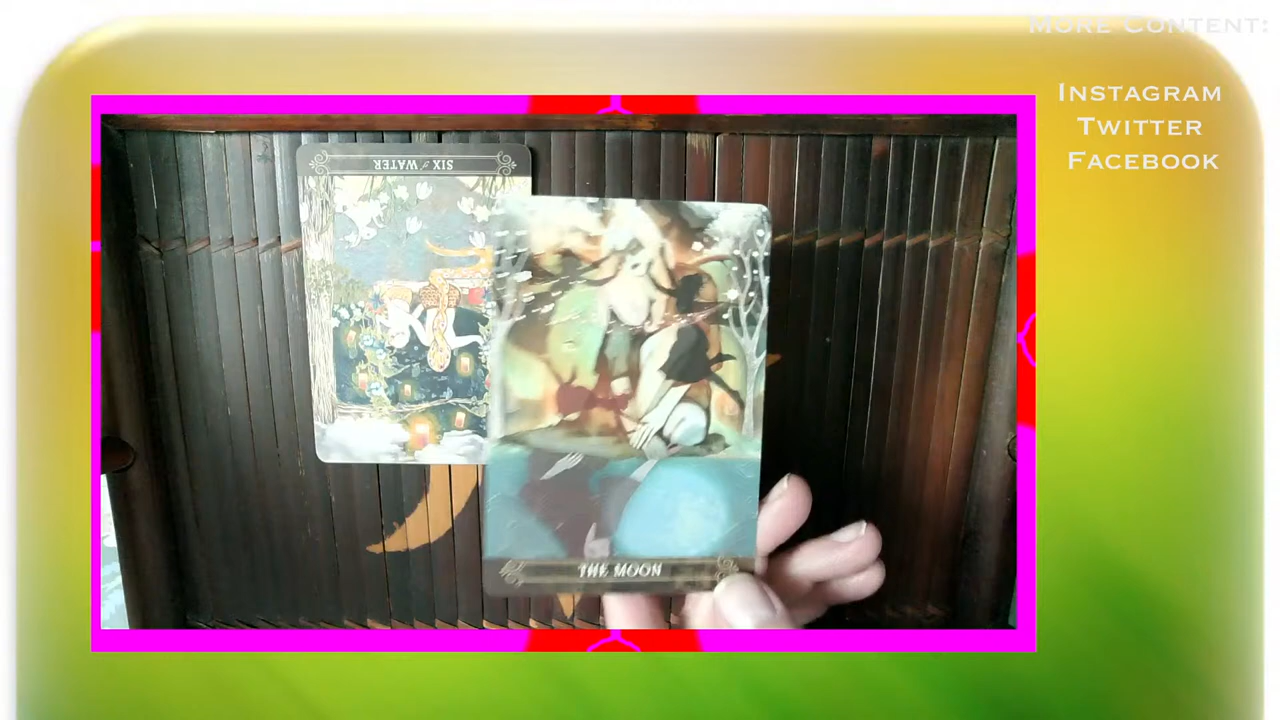 More Content:
Instagram
Twitter
Facebook
SIX of WATER
THE MOON